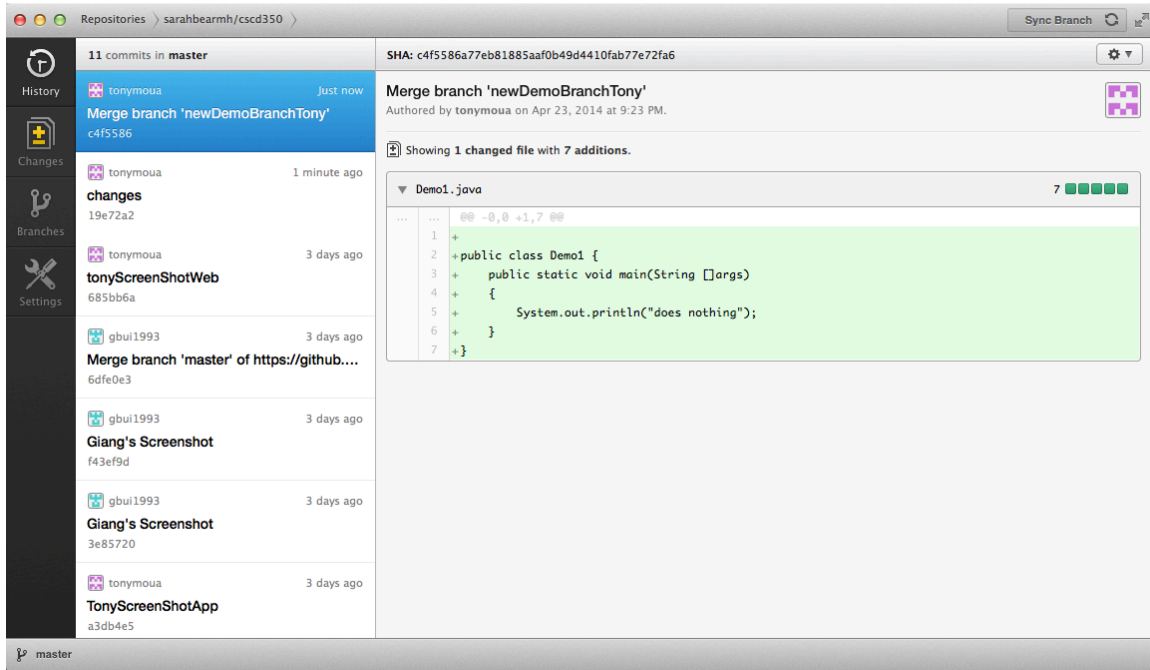 Repositories sarahbearmh/cscd350
Sync Branch
History
Changes
Branches
Settings
11 commits in master
tonymoua Just now
Merge branch 'newDemoBranchTony'
c4f5586
tonymoua 1 minute ago
changes
19e72a2
tonymoua 3 days ago
tonyScreenShotWeb
685bb6a
gbui1993 3 days ago
Merge branch 'master' of https://github....
6dfe0e3
gbui1993 3 days ago
Giang's Screenshot
f43ef9d
gbui1993 3 days ago
Giang's Screenshot
3e85720
tonymoua 3 days ago
TonyScreenShotApp
a3db4e5
SHA: c4f5586a77eb81885aaf0b49d4410fab77e72fa6
Merge branch 'newDemoBranchTony'
Authored by tonymoua on Apr 23, 2014 at 9:23 PM.
Showing 1 changed file with 7 additions.
Demo1.java 7
... ... @@ -0,0 +1,7 @@
1 +
2 +public class Demo1 {
3 +    public static void main(String []args)
4 +    {
5 +        System.out.println("does nothing");
6 +    }
7 +}
master